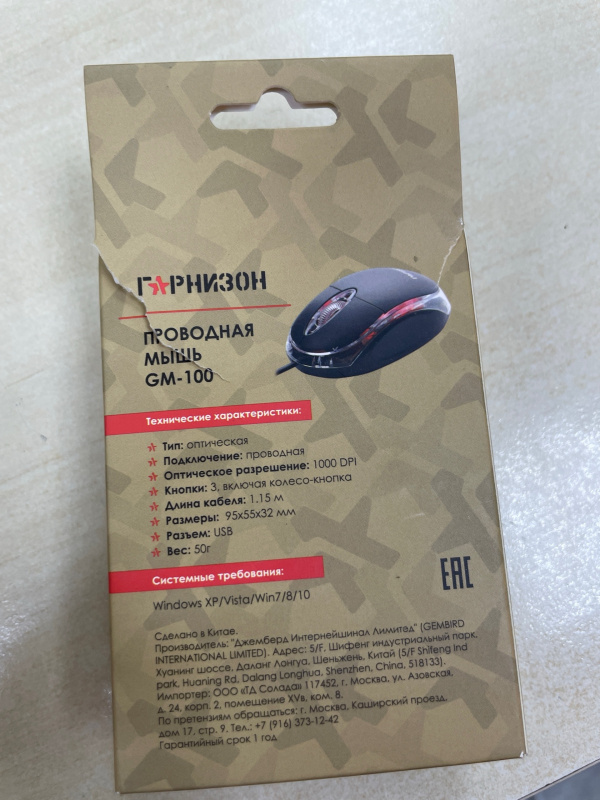 ГАРНИЗОН
ПРОВОДНАЯ
МЫШЬ
GM-100
Технические характеристики:
Тип: оптическая
Подключение: проводная
Оптическое разрешение: 1000 DPI
Кнопки: 3, включая колесо-кнопка
Длина кабеля: 1.15 м
Размеры: 95x55x32 мм
Разъем: USB
Вес: 50г
Системные требования:
EAC
Windows XP/Vista/Win7/8/10
Сделано в Китае.
Производитель: "Джемберд Интернейшинал Лимитед" (GEMBIRD
INTERNATIONAL LIMITED). Адрес: 5/F, Шифенг индустриальный парк,
Хуанинг шоссе, Даланг Лонгуа, Шеньжень, Китай (5/F Shifeng Ind
park, Huaning Rd, Dalang Longhua, Shenzhen, China, 518133).
Импортер: ООО «ТД Солада» 117452, г. Москва, ул. Азовская,
д. 24, корп. 2, помещение XVв, ком. 8.
По претензиям обращаться: г. Москва, Каширский проезд,
дом 17, стр. 9. Тел.: +7 (916) 373-12-42
Гарантийный срок 1 год